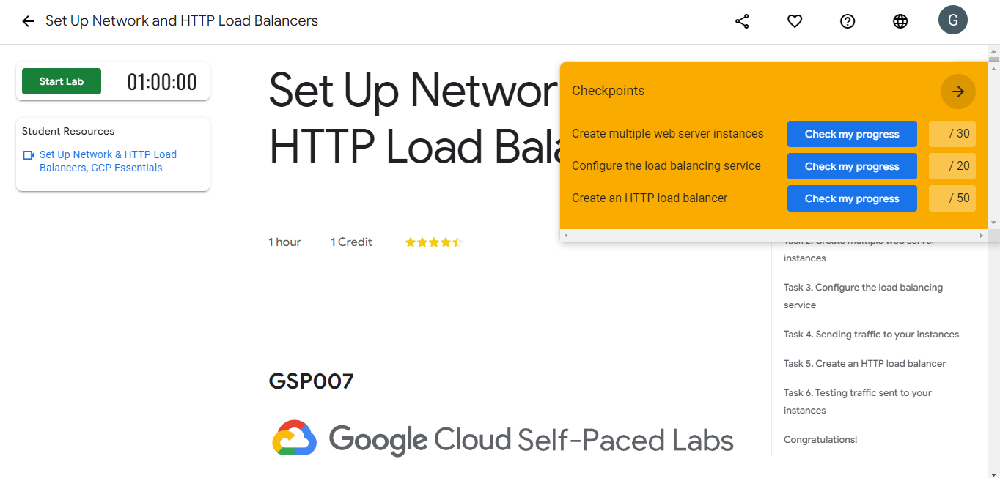 Set Up Network and HTTP Load Balancers
G
Start Lab
01:00:00
Student Resources
Set Up Network & HTTP Load
Balancers, GCP Essentials
Set Up Networ
HTTP Load Bala
1 hour
1 Credit
GSP007
Google Cloud Self-Paced Labs
Checkpoints
Create multiple web server instances
Check my progress
/ 30
Configure the load balancing service
Check my progress
/ 20
Create an HTTP load balancer
Check my progress
/ 50
Task 2. Create multiple web server
instances
Task 3. Configure the load balancing
service
Task 4. Sending traffic to your instances
Task 5. Create an HTTP load balancer
Task 6. Testing traffic sent to your
instances
Congratulations!